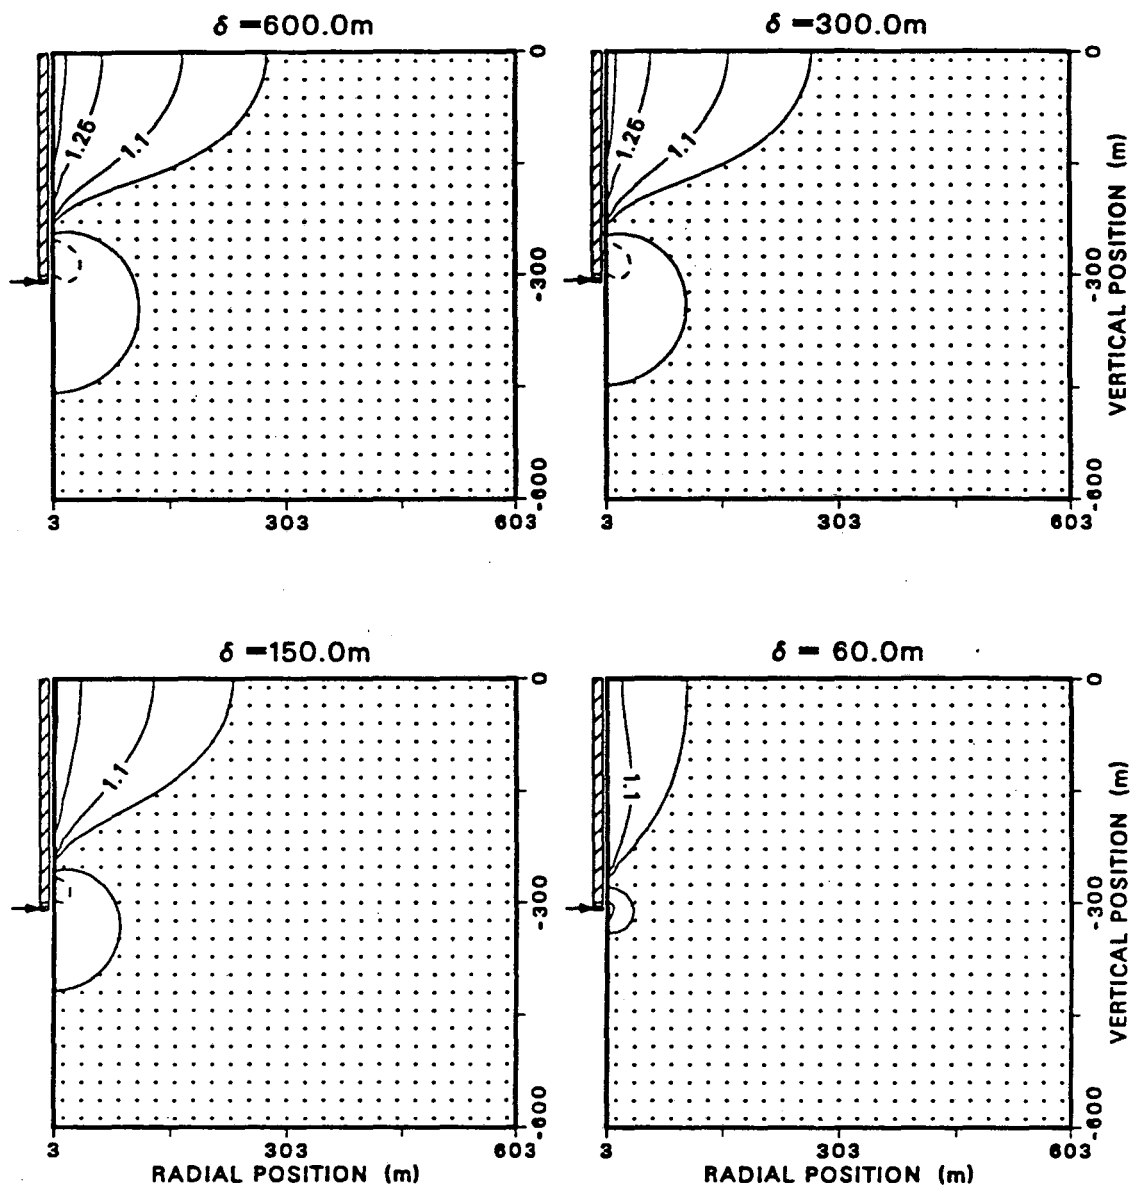 δ =600.0m
δ =300.0m
1.25
1.1
1.25
1.1
0
-300
-600
0
-300
-600
VERTICAL POSITION (m)
3 303 603
3 303 603
δ =150.0m
δ = 60.0m
1.1
1.1
0
-300
-600
0
-300
-600
VERTICAL POSITION (m)
3 303 603
3 303 603
RADIAL POSITION (m)
RADIAL POSITION (m)